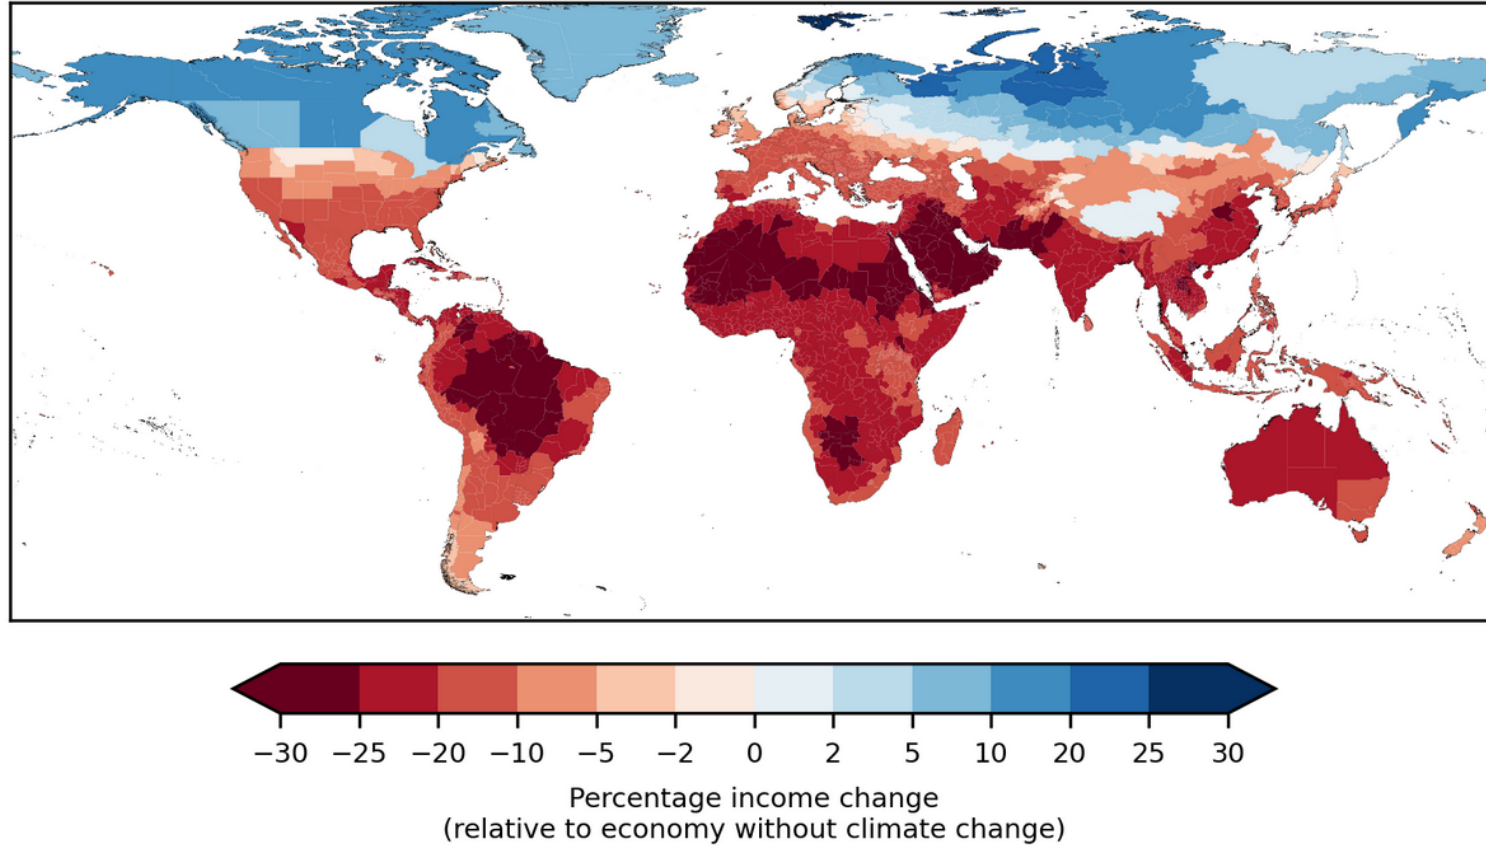 −30 −25 −20 −10 −5 −2 0 2 5 10 20 25 30
Percentage income change
(relative to economy without climate change)